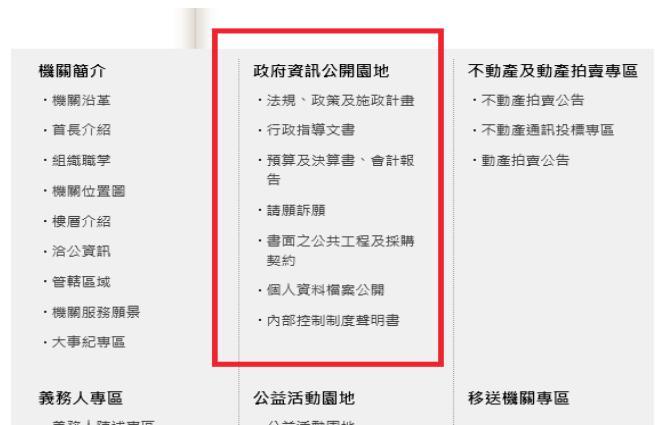 機關簡介
・機關沿革
・首長介紹
・組織職掌
・機關位置圖
・樓層介紹
・洽公資訊
・管轄區域
・機關服務願景
・大事紀專區
政府資訊公開園地
・法規、政策及施政計畫
・行政指導文書
・預算及決算書、會計報
告
・請願訴願
・書面之公共工程及採購
契約
・個人資料檔案公開
・內部控制制度聲明書
不動產及動產拍賣專區
・不動產拍賣公告
・不動產通訊投標專區
・動產拍賣公告
義務人專區
公益活動園地
移送機關專區